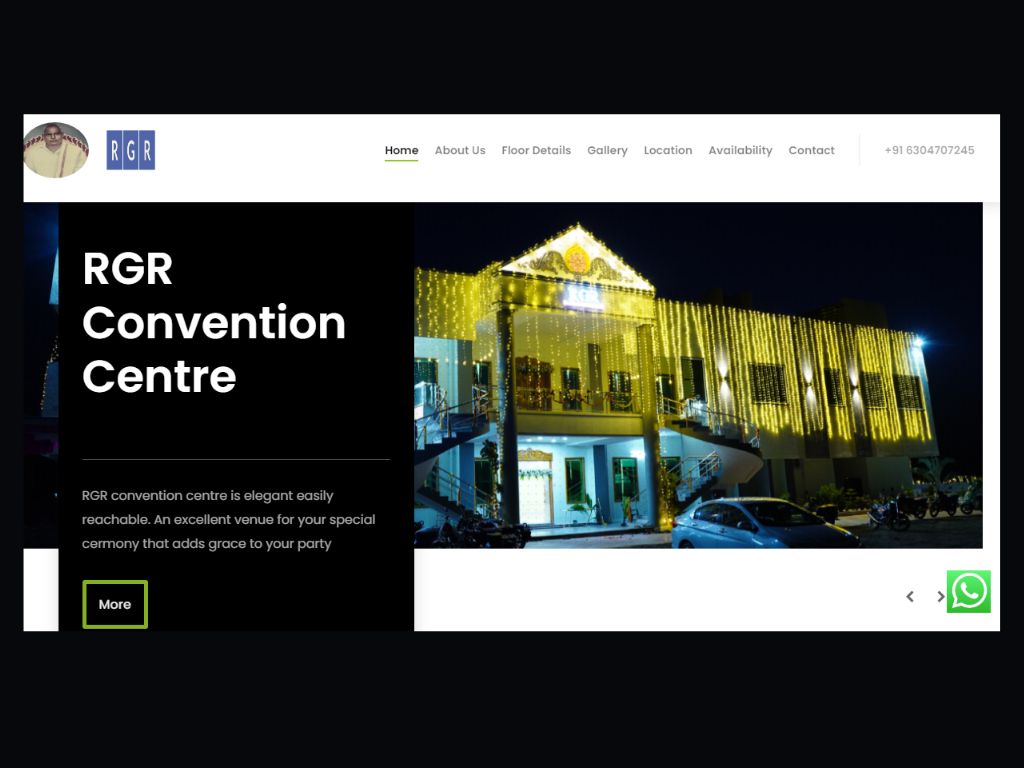 RGR
Home About Us Floor Details Gallery Location Availability Contact +91 6304707245
RGR
Convention
Centre
RGR convention centre is elegant easily
reachable. An excellent venue for your special
cermony that adds grace to your party
More